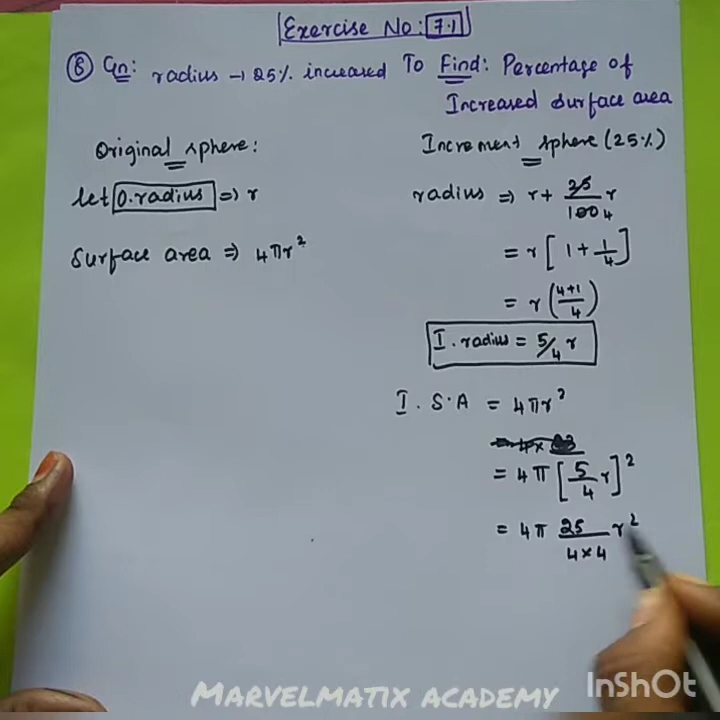 Exercise No: 7.1
⑧ Gn: radius → 25% increased To Find: Percentage of
Increased surface area
Original sphere:
let O.radius ⇒ r
Surface area ⇒ 4πr²
Increment sphere (25%)
radius ⇒ r + 25/100 4 r
= r [1 + 1/4]
= r (4+1/4)
I. radius = 5/4 r
I. S.A = 4πr²
= 4π [5/4 r]²
= 4π 25/4×4 r²
MARVELMATIX ACADEMY
InShOt